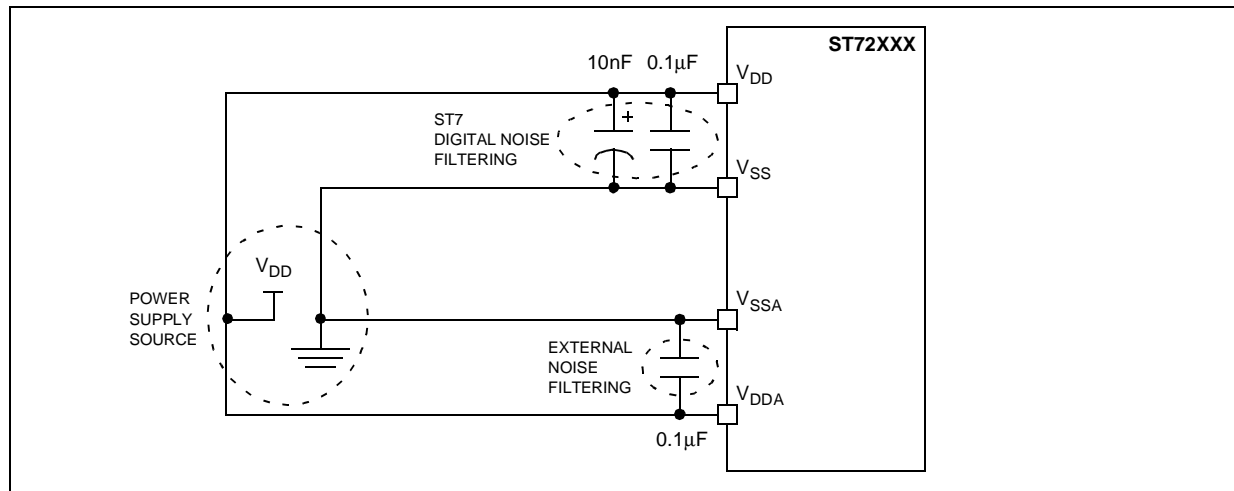 ST72XXX
10nF 0.1μF
VDD
ST7
DIGITAL NOISE
FILTERING
+
VSS
VDD
POWER
SUPPLY
SOURCE
VSSA
EXTERNAL
NOISE
FILTERING
VDDA
0.1μF